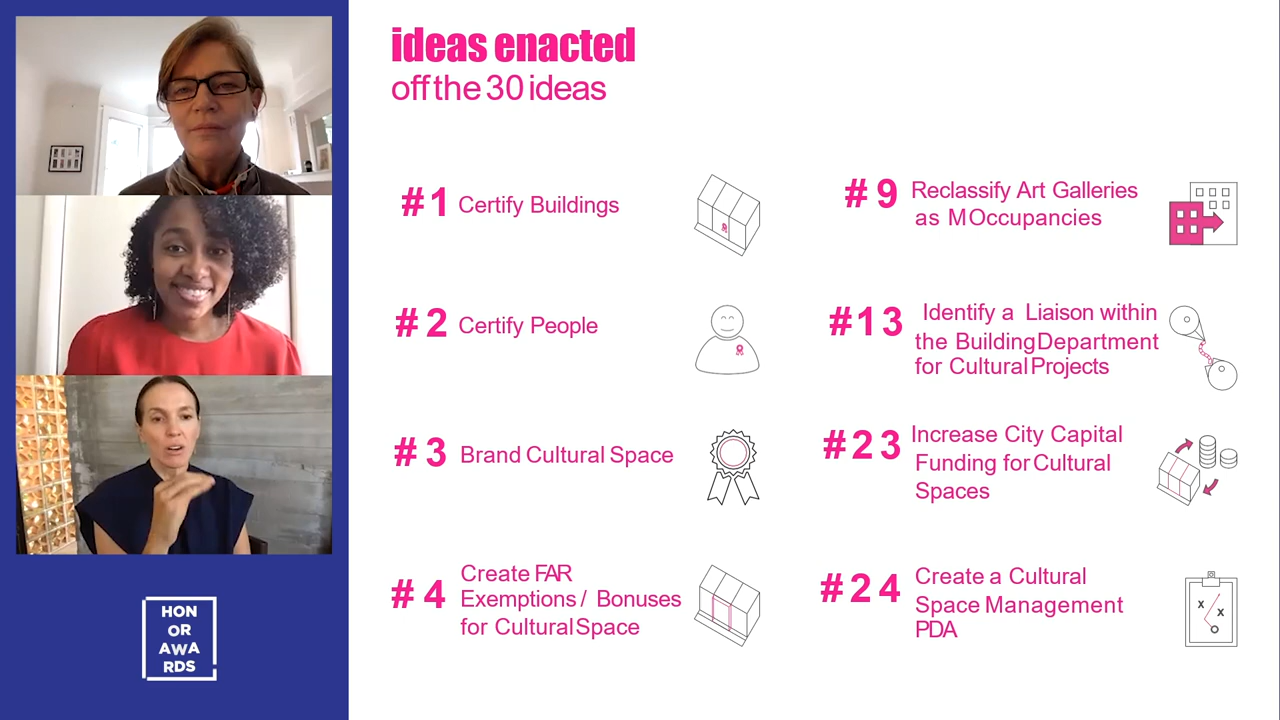 ideas enacted
off the 30 ideas
#1 Certify Buildings
#2 Certify People
#3 Brand Cultural Space
#4 Create FAR
Exemptions / Bonuses
for Cultural Space
#9 Reclassify Art Galleries
as M Occupancies
#13 Identify a Liaison within
the Building Department
for Cultural Projects
#23 Increase City Capital
Funding for Cultural
Spaces
#24 Create a Cultural
Space Management
PDA
HON
OR
AWA
RDS